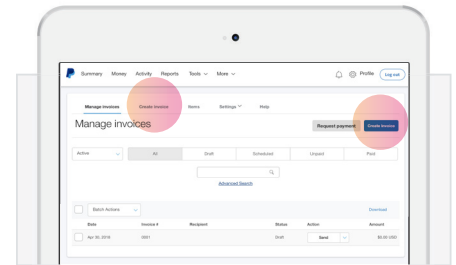 Summary Money Activity Reports Tools More Profile Log out
Manage invoices Create invoice Items Settings Help
Manage invoices
Request payment Create Invoice
Active All Draft Scheduled Unpaid Paid
Advanced Search
Batch Actions Download
Date Invoice # Recipient Status Action Amount
Apr 30, 2019 0001 Draft Send $0.00 USD